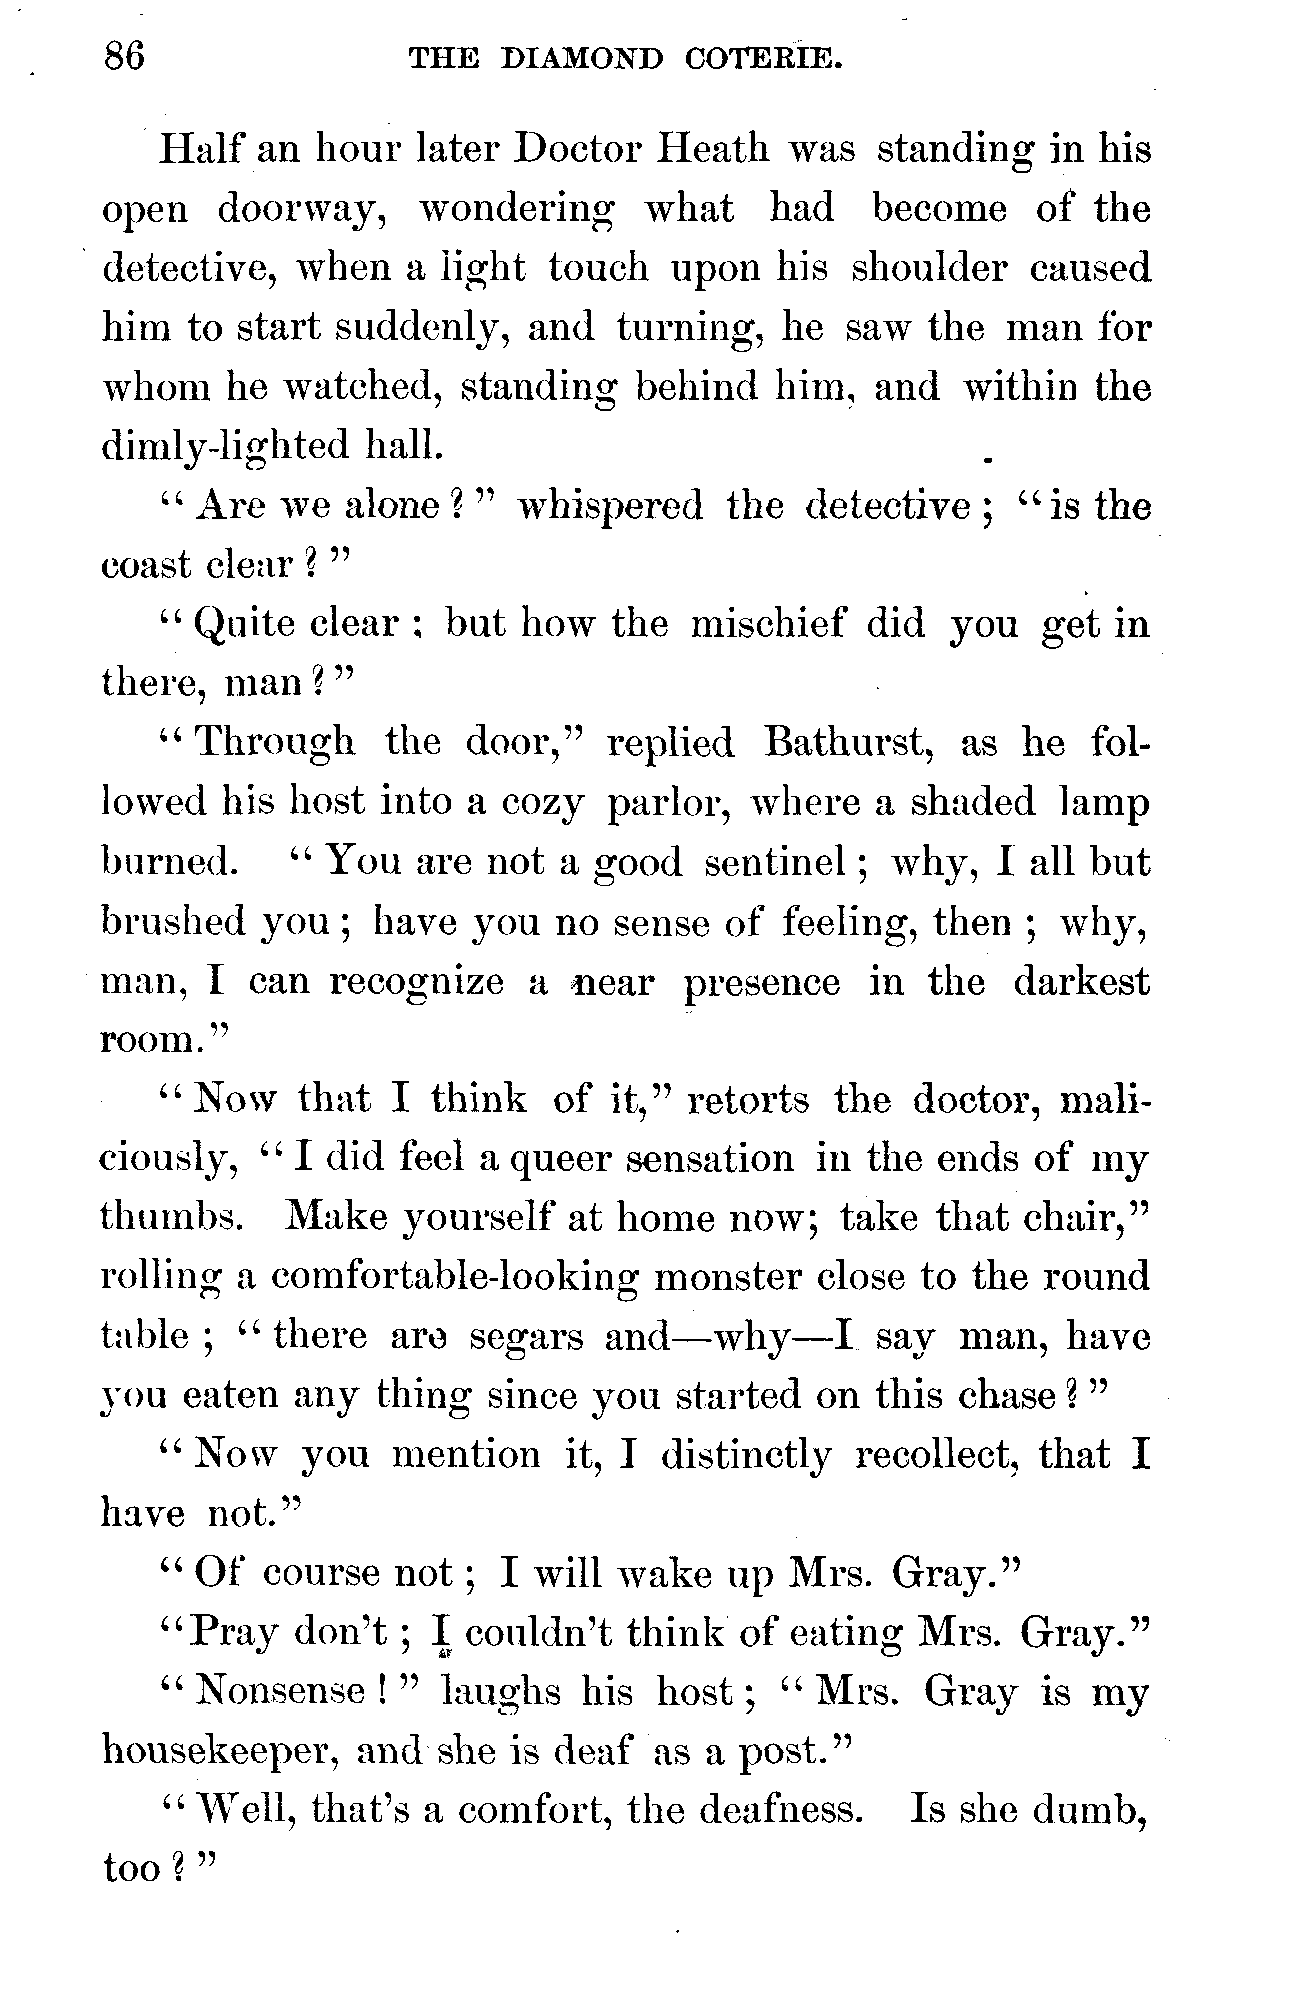 86 THE DIAMOND COTERIE.
Half an hour later Doctor Heath was standing in his
open doorway, wondering what had become of the
detective, when a light touch upon his shoulder caused
him to start suddenly, and turning, he saw the man for
whom he watched, standing behind him, and within the
dimly-lighted hall.
“Are we alone?” whispered the detective; “is the
coast clear?”
“Quite clear; but how the mischief did you get in
there, man?”
“Through the door,” replied Bathurst, as he fol-
lowed his host into a cozy parlor, where a shaded lamp
burned. “You are not a good sentinel; why, I all but
brushed you; have you no sense of feeling, then; why,
man, I can recognize a near presence in the darkest
room.”
“Now that I think of it,” retorts the doctor, mali-
ciously, “I did feel a queer sensation in the ends of my
thumbs. Make yourself at home now; take that chair,”
rolling a comfortable-looking monster close to the round
table; “there are segars and—why—I say man, have
you eaten any thing since you started on this chase?”
“Now you mention it, I distinctly recollect, that I
have not.”
“Of course not; I will wake up Mrs. Gray.”
“Pray don't; I couldn't think of eating Mrs. Gray.”
“Nonsense!” laughs his host; “Mrs. Gray is my
housekeeper, and she is deaf as a post.”
“Well, that's a comfort, the deafness. Is she dumb,
too?”